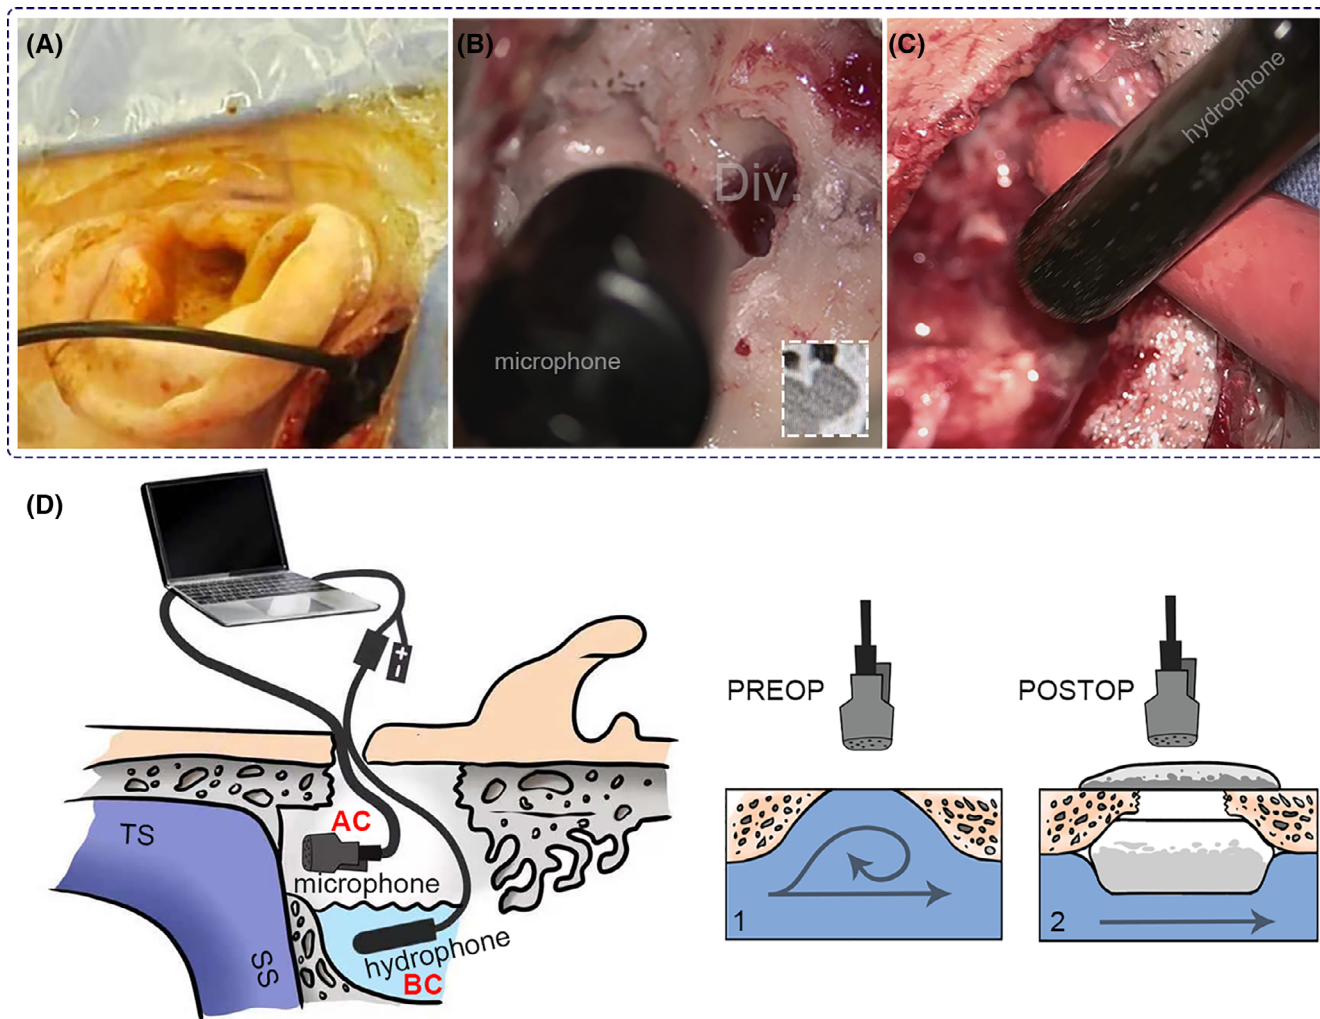 (A)
(B)
(C)
hydrophone
Div.
microphone
(D)
+
−
PREOP
POSTOP
TS
AC
microphone
SS
hydrophone
BC
1
2